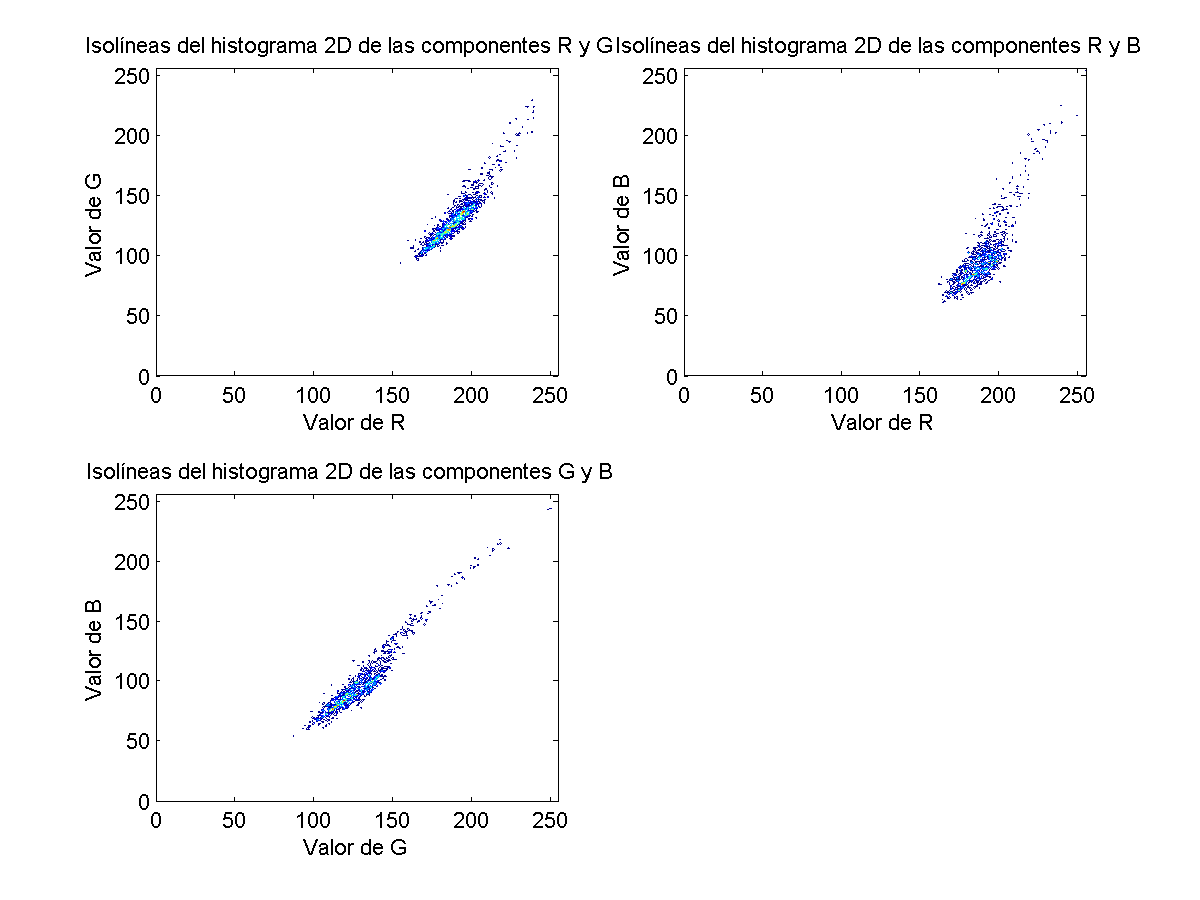 Isolíneas del histograma 2D de las componentes R y G
250
200
150
100
50
0
0 50 100 150 200 250
Valor de G
Valor de R
Isolíneas del histograma 2D de las componentes R y B
250
200
150
100
50
0
0 50 100 150 200 250
Valor de B
Valor de R
Isolíneas del histograma 2D de las componentes G y B
250
200
150
100
50
0
0 50 100 150 200 250
Valor de B
Valor de G